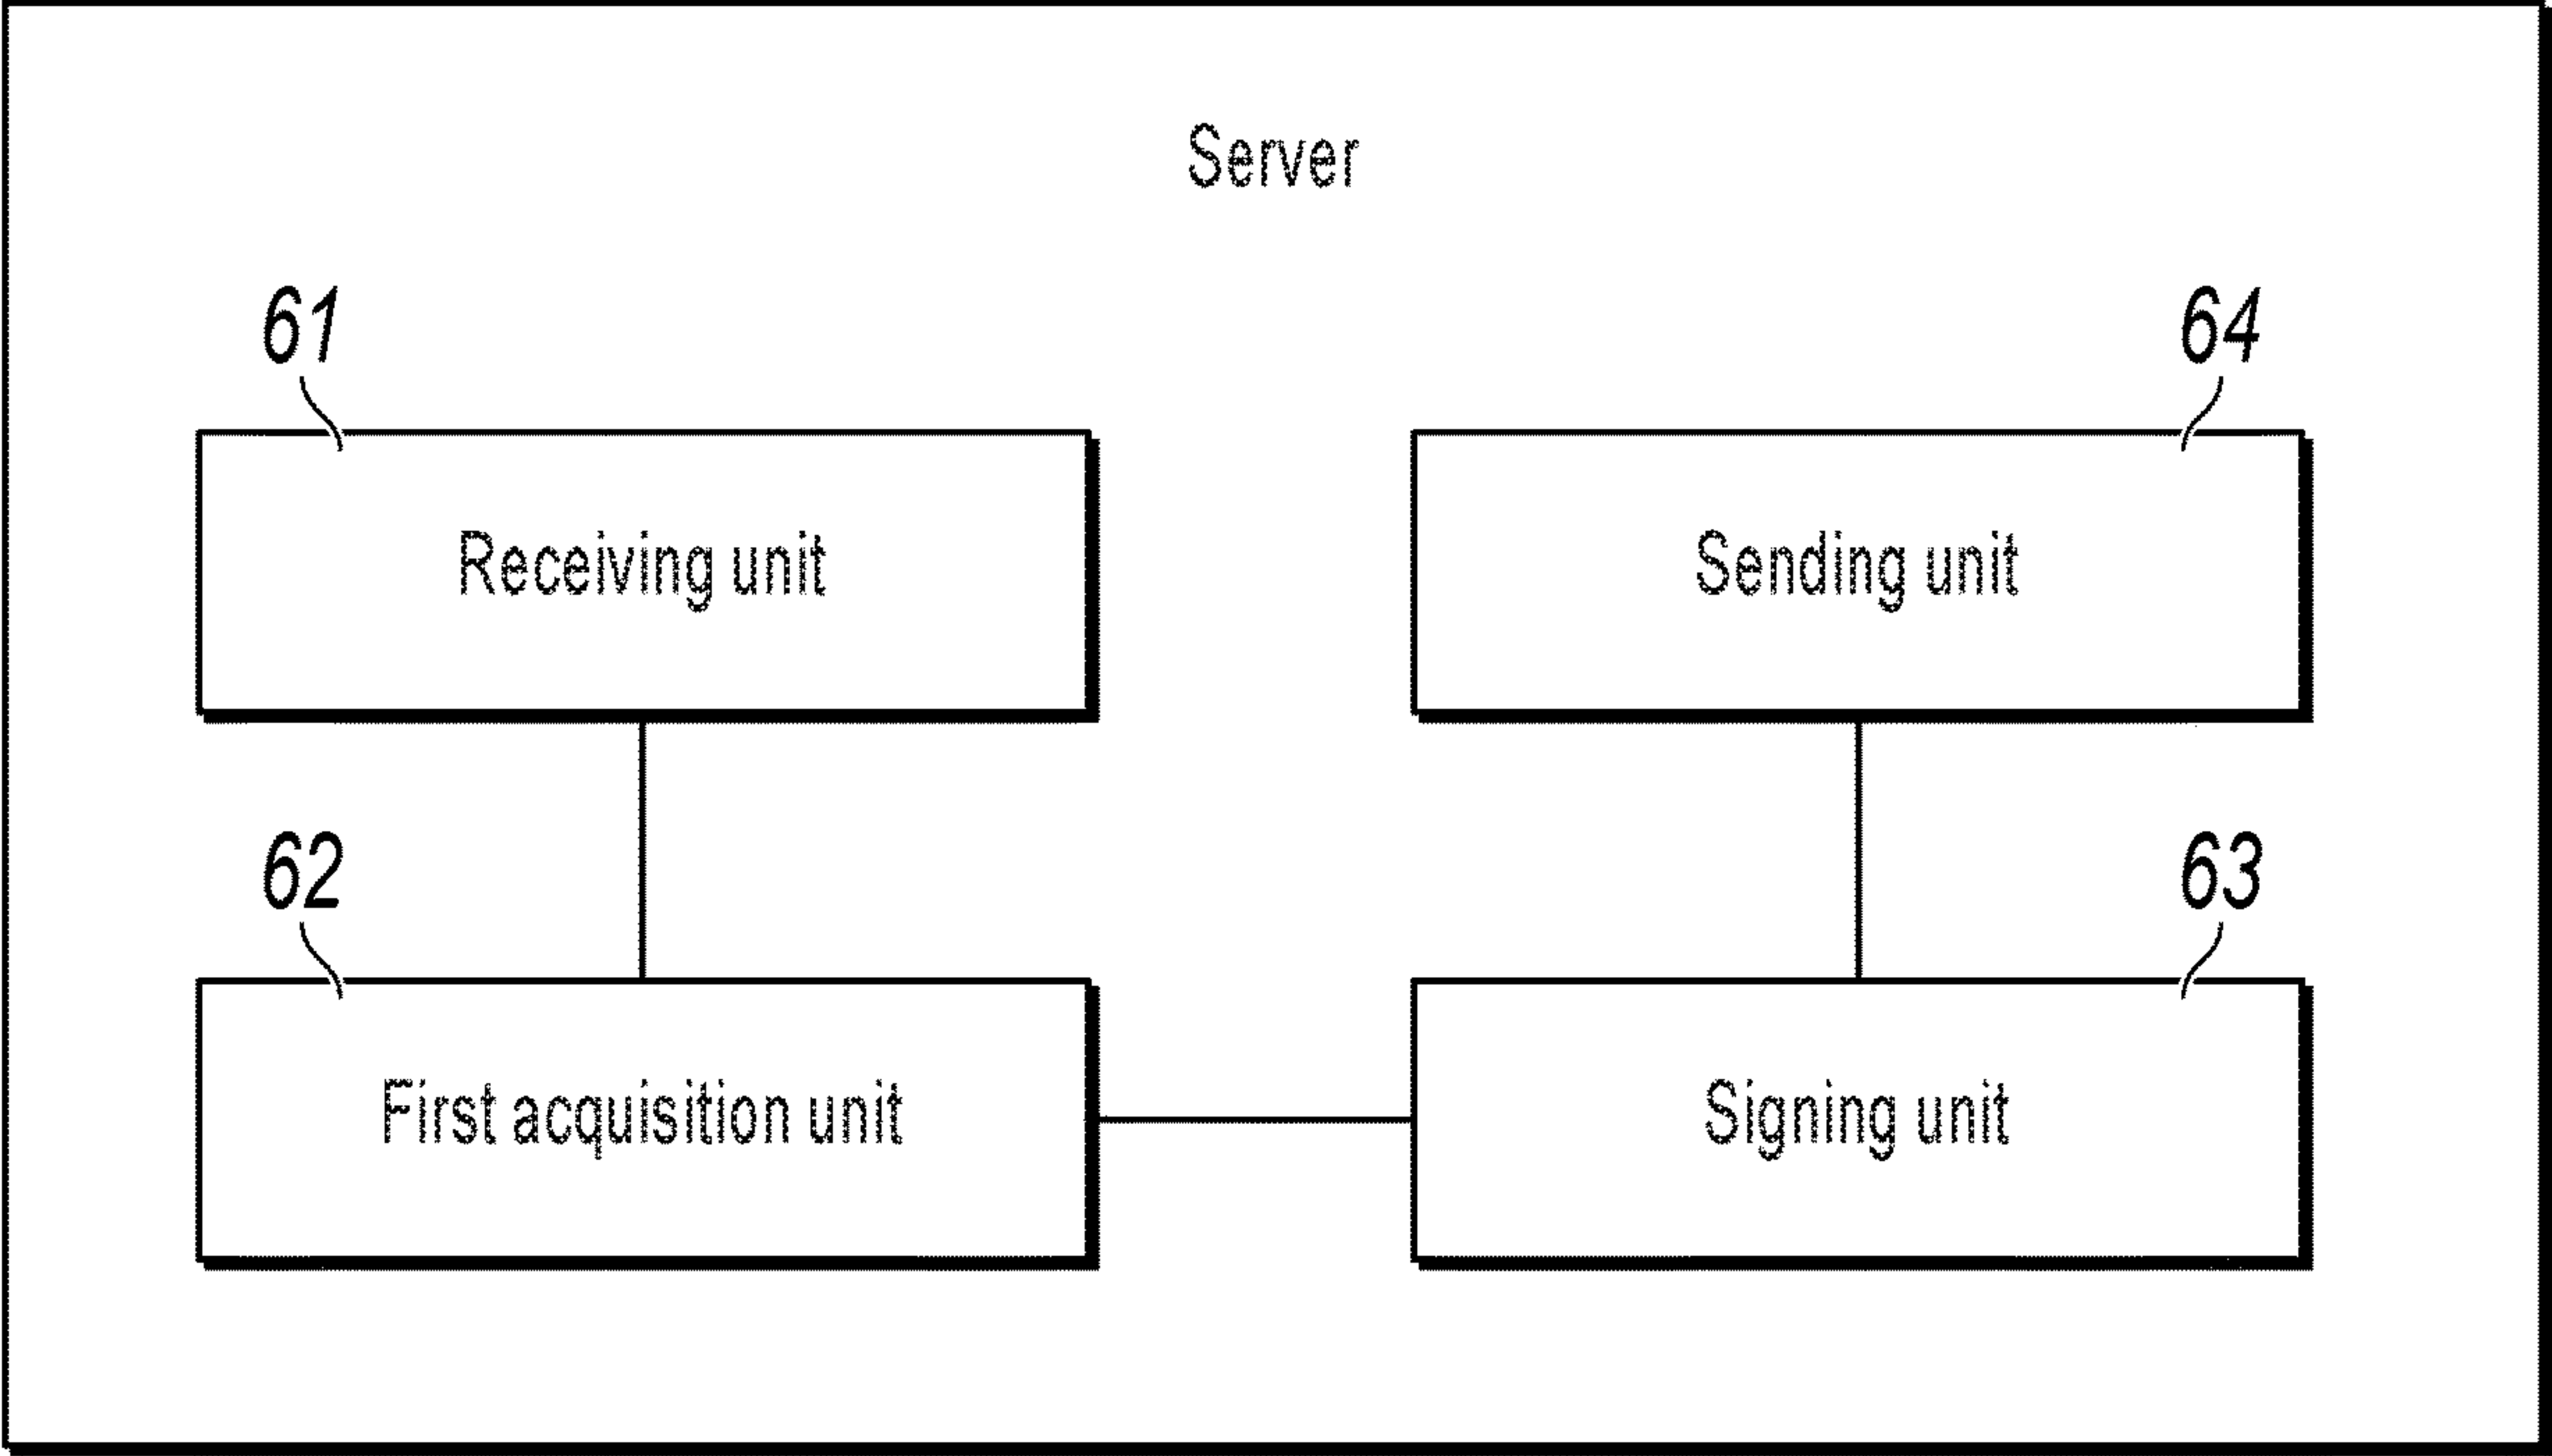 Server
61
64
Receiving unit
Sending unit
62
63
First acquisition unit
Signing unit